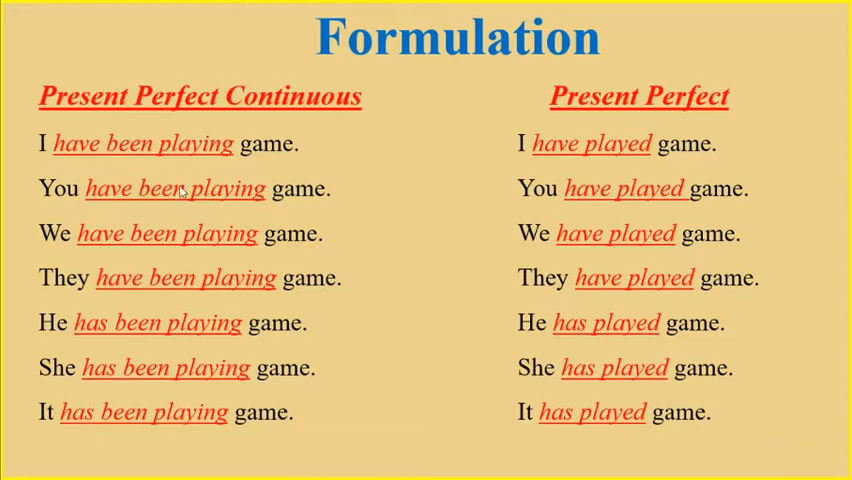 Formulation
Present Perfect Continuous
I have been playing game.
You have been playing game.
We have been playing game.
They have been playing game.
He has been playing game.
She has been playing game.
It has been playing game.
Present Perfect
I have played game.
You have played game.
We have played game.
They have played game.
He has played game.
She has played game.
It has played game.